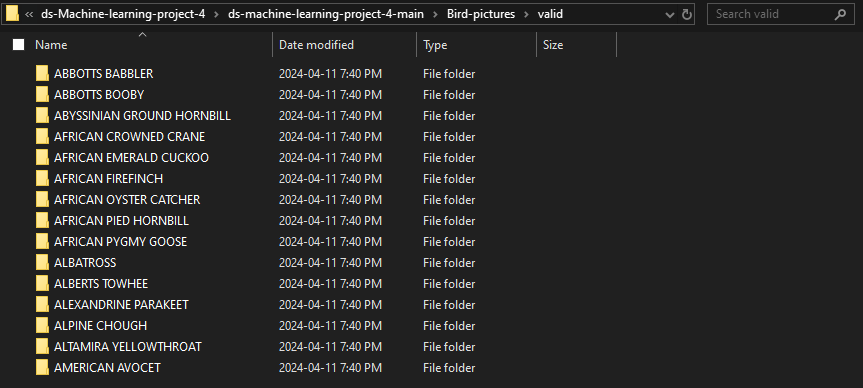 « ds-Machine-learning-project-4 › ds-machine-learning-project-4-main › Bird-pictures › valid Search valid
Name Date modified Type Size
ABBOTTS BABBLER 2024-04-11 7:40 PM File folder
ABBOTTS BOOBY 2024-04-11 7:40 PM File folder
ABYSSINIAN GROUND HORNBILL 2024-04-11 7:40 PM File folder
AFRICAN CROWNED CRANE 2024-04-11 7:40 PM File folder
AFRICAN EMERALD CUCKOO 2024-04-11 7:40 PM File folder
AFRICAN FIREFINCH 2024-04-11 7:40 PM File folder
AFRICAN OYSTER CATCHER 2024-04-11 7:40 PM File folder
AFRICAN PIED HORNBILL 2024-04-11 7:40 PM File folder
AFRICAN PYGMY GOOSE 2024-04-11 7:40 PM File folder
ALBATROSS 2024-04-11 7:40 PM File folder
ALBERTS TOWHEE 2024-04-11 7:40 PM File folder
ALEXANDRINE PARAKEET 2024-04-11 7:40 PM File folder
ALPINE CHOUGH 2024-04-11 7:40 PM File folder
ALTAMIRA YELLOWTHROAT 2024-04-11 7:40 PM File folder
AMERICAN AVOCET 2024-04-11 7:40 PM File folder